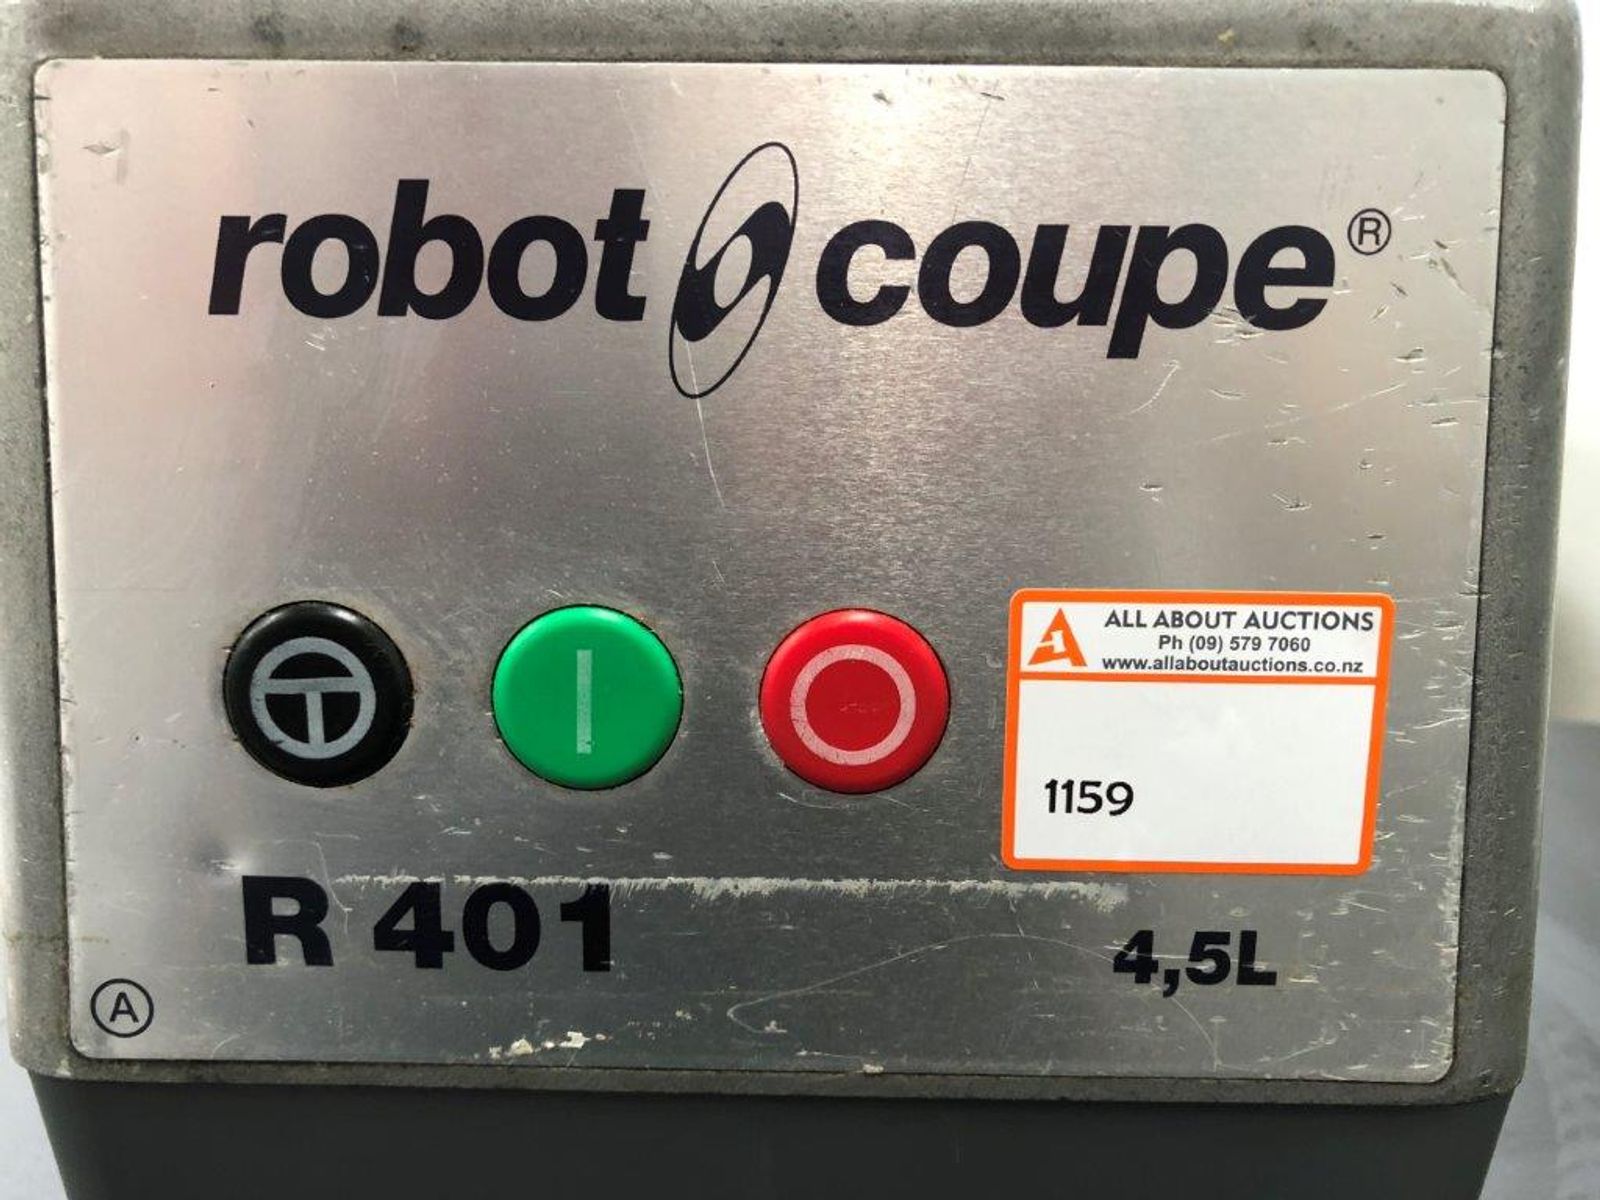 robot coupe®
ALL ABOUT AUCTIONS
Ph (09) 579 7060
www.allaboutauctions.co.nz
1159
R 401
4,5L
A